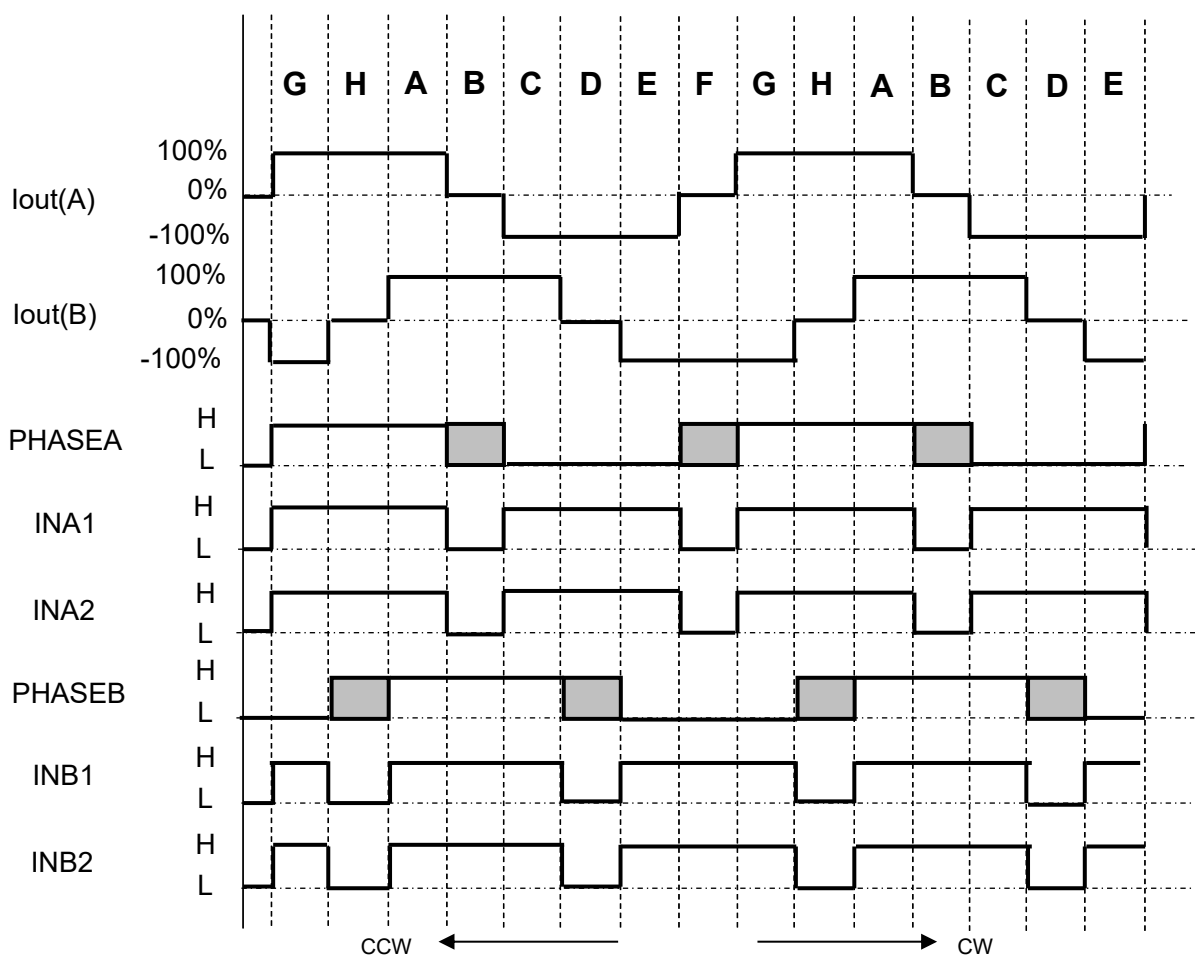 G H A B C D E F G H A B C D E
100%
Iout(A) 0%
-100%
100%
Iout(B) 0%
-100%
H
PHASEA
L
H
INA1
L
H
INA2
L
H
PHASEB
L
H
INB1
L
H
INB2
L
CCW CW